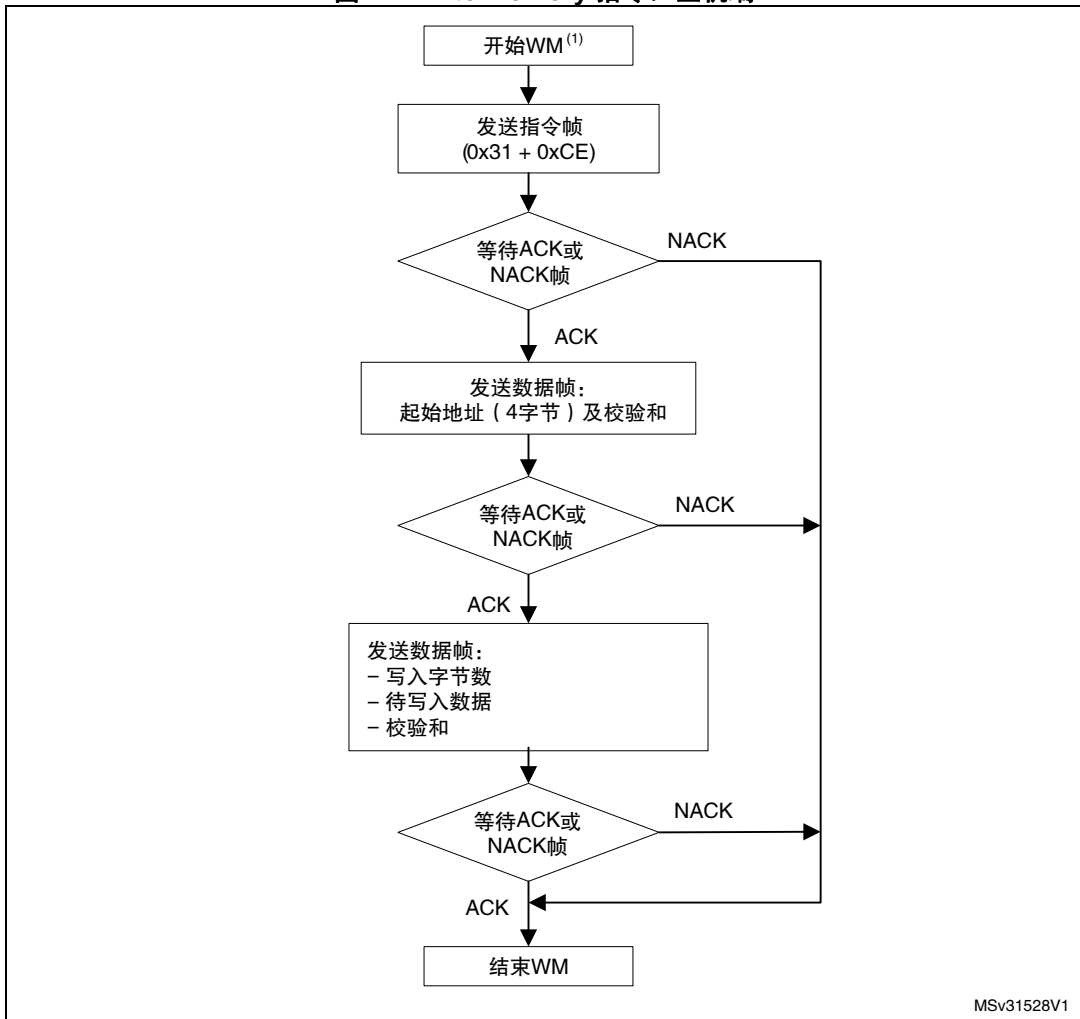 开始WM(1)
发送指令帧
(0x31 + 0xCE)
等待ACK或
NACK帧
NACK
ACK
发送数据帧：
起始地址（4字节）及校验和
等待ACK或
NACK帧
NACK
ACK
发送数据帧：
– 写入字节数
– 待写入数据
– 校验和
等待ACK或
NACK帧
NACK
ACK
结束WM
MSv31528V1